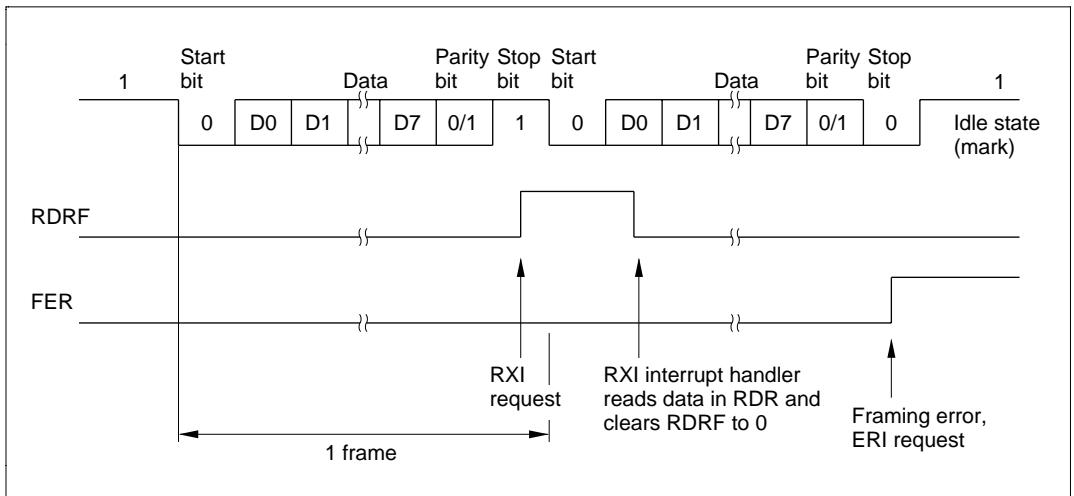 Start Parity Stop Start Parity Stop
1 bit Data bit bit bit Data bit bit 1
0 D0 D1 D7 0/1 1 0 D0 D1 D7 0/1 0 Idle state
(mark)
RDRF
FER
RXI
request
RXI interrupt handler
reads data in RDR and
clears RDRF to 0
Framing error,
ERI request
1 frame